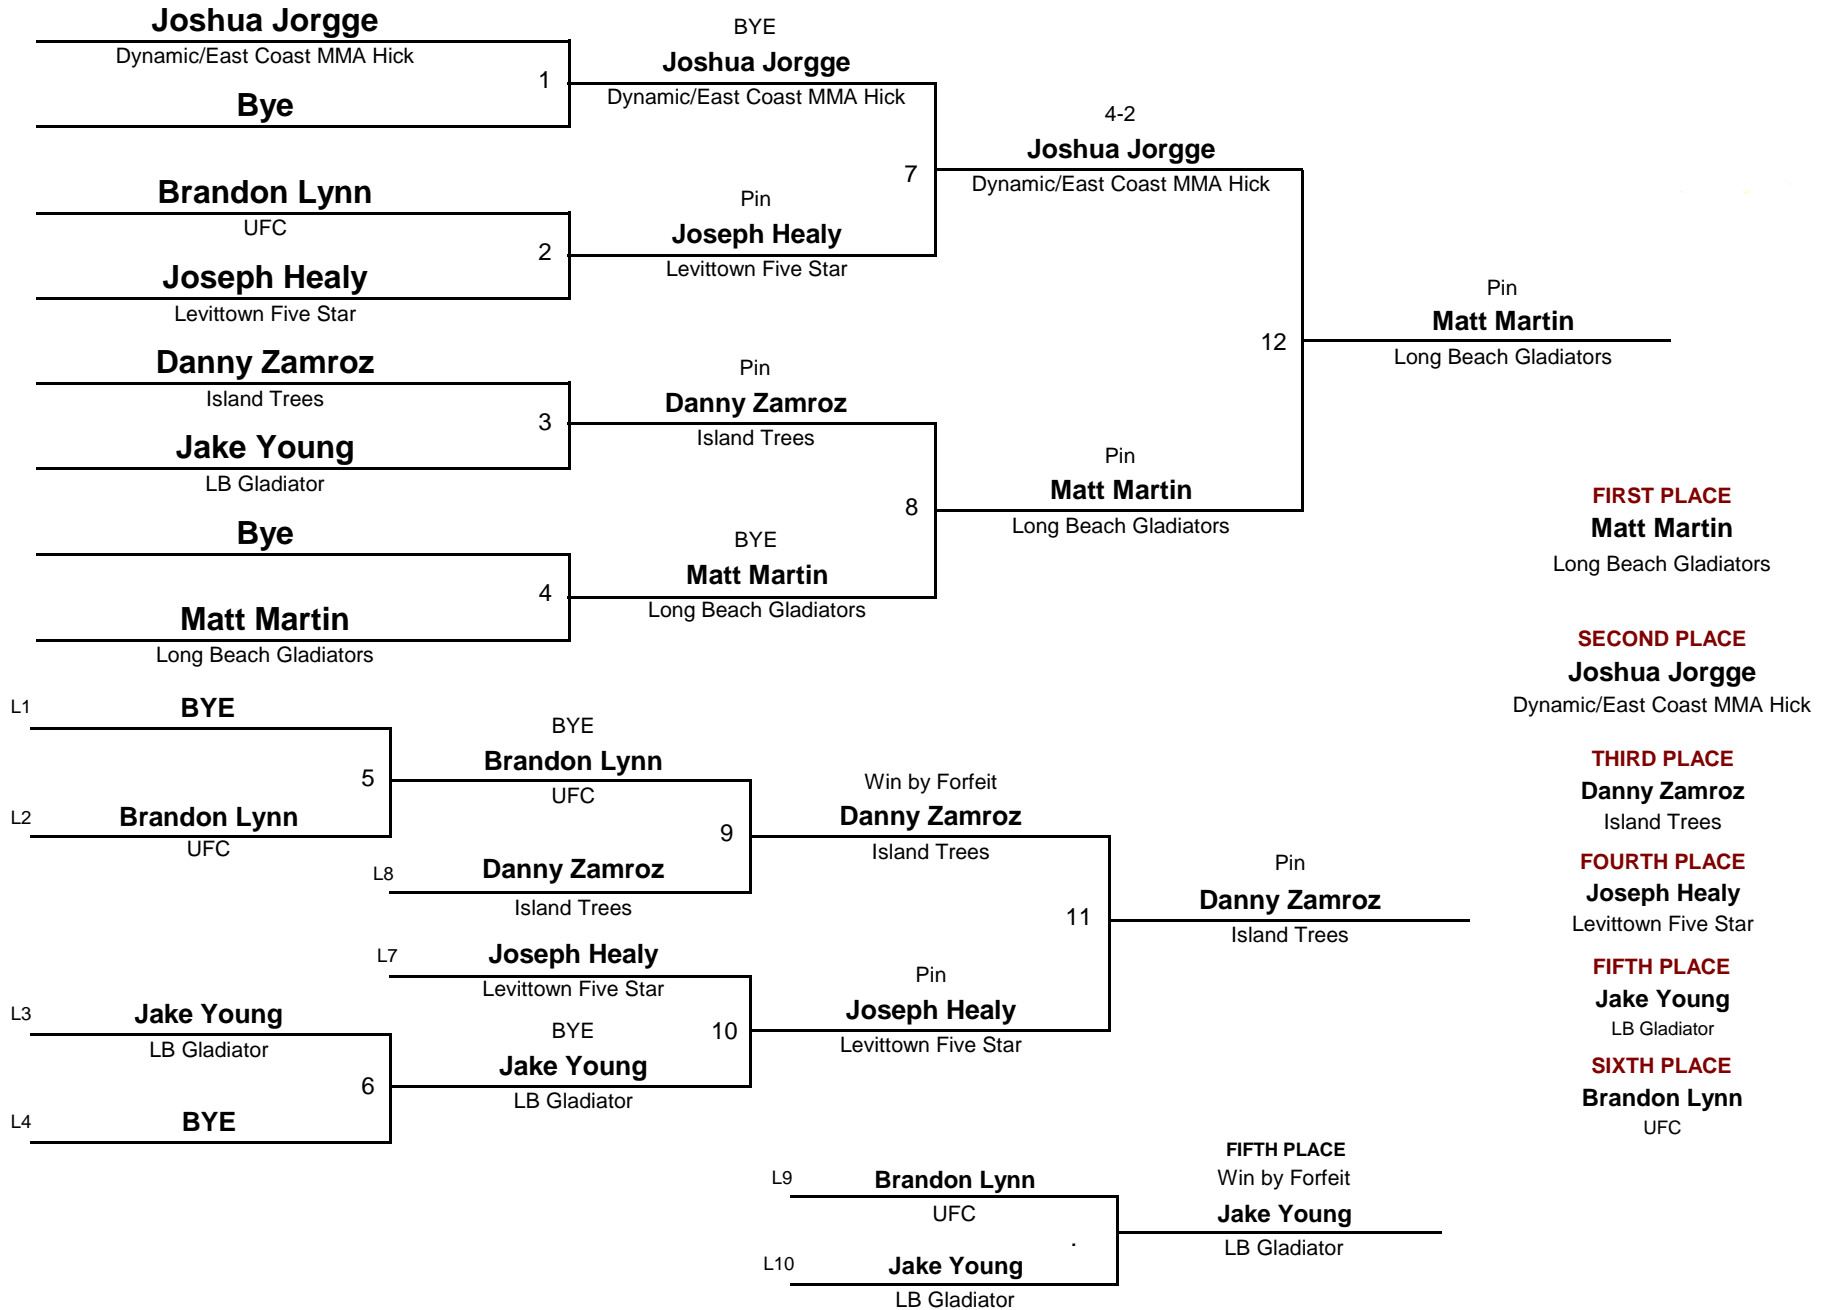 Joshua Jorgge
Dynamic/East Coast MMA Hick
1
Bye
BYE
Joshua Jorgge
Dynamic/East Coast MMA Hick
Brandon Lynn
UFC
2
Joseph Healy
Levittown Five Star
Pin
Joseph Healy
Levittown Five Star
7
4-2
Joshua Jorgge
Dynamic/East Coast MMA Hick
Danny Zamroz
Island Trees
3
Jake Young
LB Gladiator
Pin
Danny Zamroz
Island Trees
Bye
4
Matt Martin
Long Beach Gladiators
BYE
Matt Martin
Long Beach Gladiators
8
Pin
Matt Martin
Long Beach Gladiators
12
Pin
Matt Martin
Long Beach Gladiators
L1
BYE
5
L2
Brandon Lynn
UFC
BYE
Brandon Lynn
UFC
9
L8
Danny Zamroz
Island Trees
Win by Forfeit
Danny Zamroz
Island Trees
L7
Joseph Healy
Levittown Five Star
L3
Jake Young
LB Gladiator
6
L4
BYE
BYE
Jake Young
LB Gladiator
10
Pin
Joseph Healy
Levittown Five Star
11
Pin
Danny Zamroz
Island Trees
L9
Brandon Lynn
UFC
.
L10
Jake Young
LB Gladiator
FIFTH PLACE
Win by Forfeit
Jake Young
LB Gladiator
FIRST PLACE
Matt Martin
Long Beach Gladiators
SECOND PLACE
Joshua Jorgge
Dynamic/East Coast MMA Hick
THIRD PLACE
Danny Zamroz
Island Trees
FOURTH PLACE
Joseph Healy
Levittown Five Star
FIFTH PLACE
Jake Young
LB Gladiator
SIXTH PLACE
Brandon Lynn
UFC